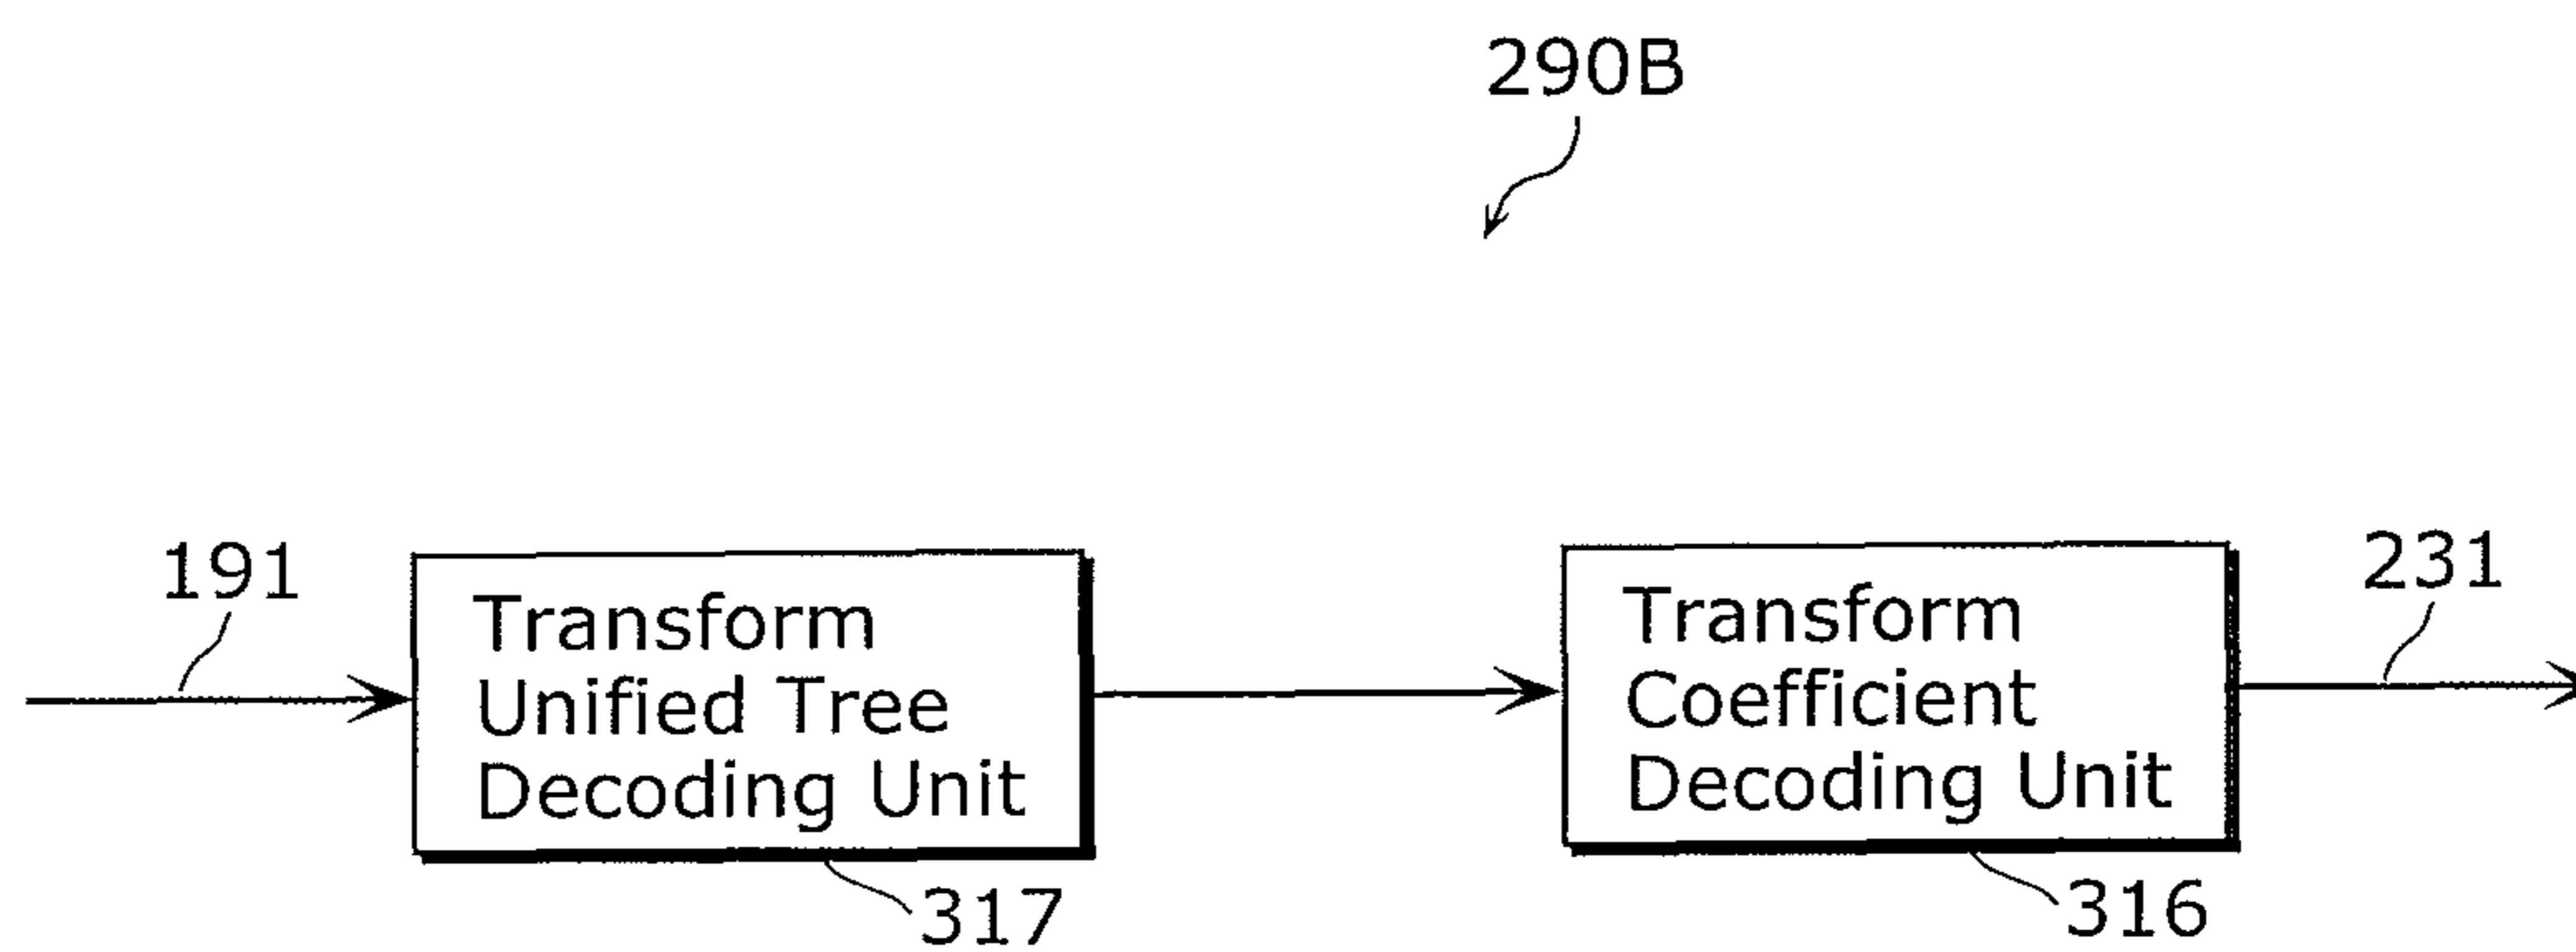 290B
191
Transform
Unified Tree
Decoding Unit
317
Transform
Coefficient
Decoding Unit
316
231